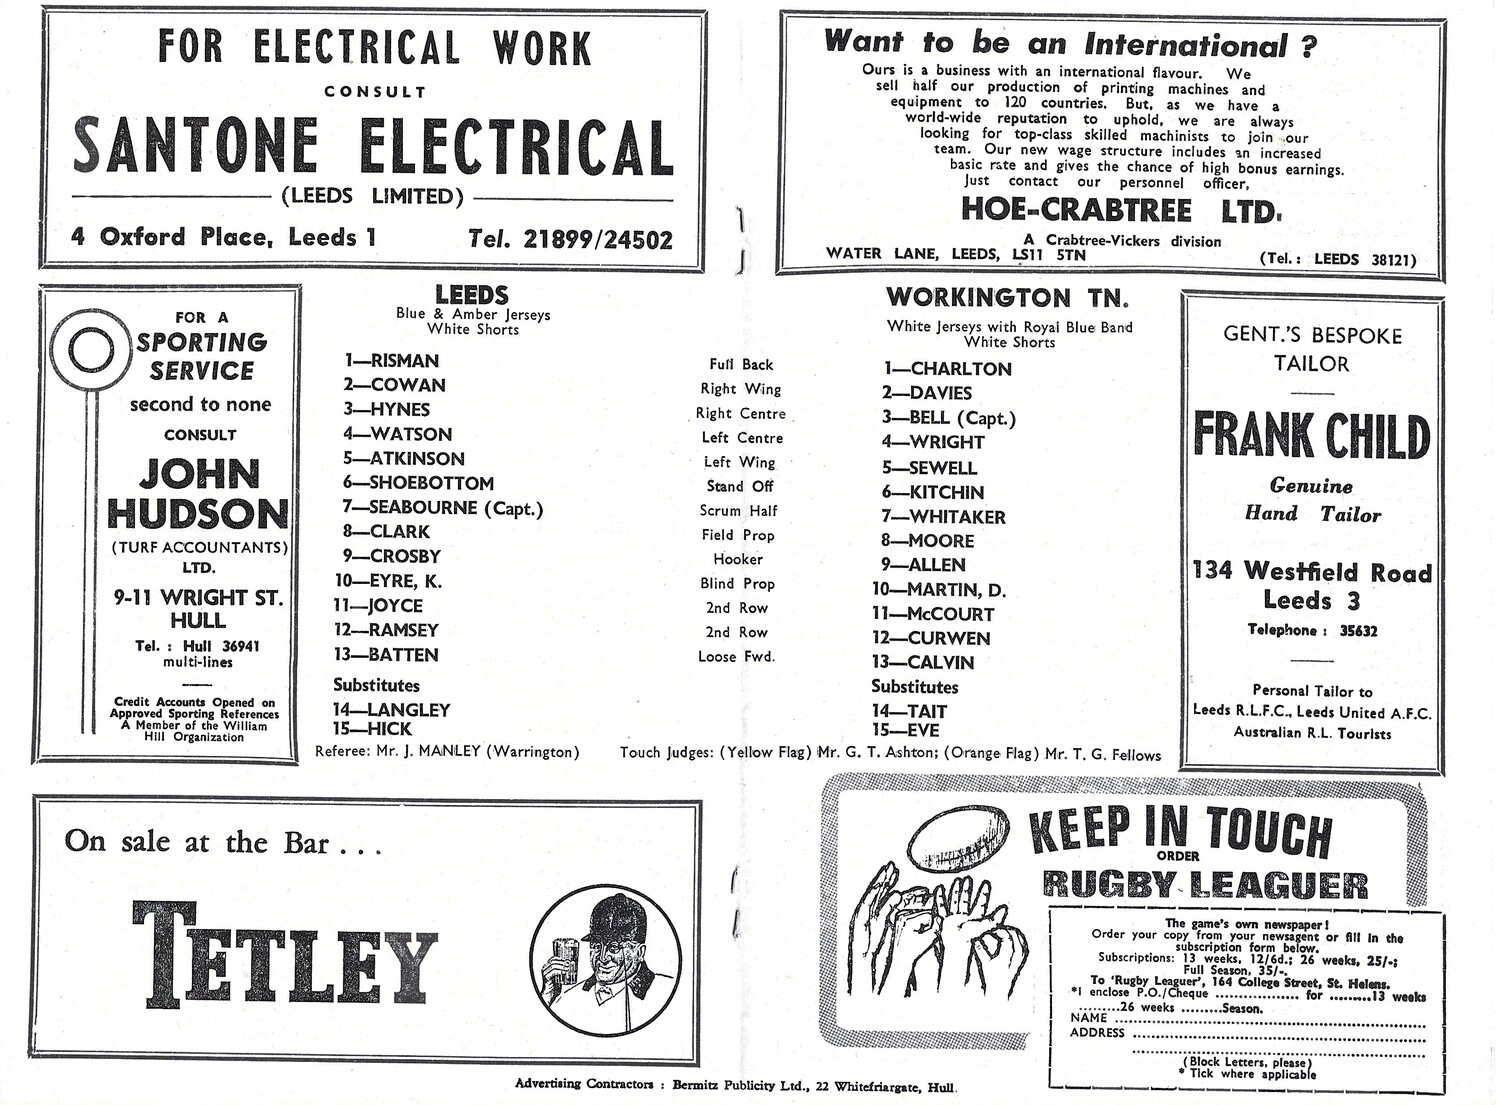 FOR ELECTRICAL WORK
CONSULT
SANTONE ELECTRICAL
(LEEDS LIMITED)
4 Oxford Place, Leeds 1 Tel. 21899/24502
Want to be an International ?
Ours is a business with an international flavour. We
sell half our production of printing machines and
equipment to 120 countries. But, as we have a
world-wide reputation to uphold, we are always
looking for top-class skilled machinists to join our
team. Our new wage structure includes an increased
basic rate and gives the chance of high bonus earnings.
Just contact our personnel officer,
HOE-CRABTREE LTD.
A Crabtree-Vickers division
WATER LANE, LEEDS, LS11 5TN (Tel.: LEEDS 38121)
FOR A
SPORTING
SERVICE
second to none
CONSULT
JOHN
HUDSON
(TURF ACCOUNTANTS)
LTD.
9-11 WRIGHT ST.
HULL
Tel. : Hull 36941
multi-lines
Credit Accounts Opened on
Approved Sporting References
A Member of the William
Hill Organization
LEEDS
Blue & Amber Jerseys
White Shorts
1—RISMAN
2—COWAN
3—HYNES
4—WATSON
5—ATKINSON
6—SHOEBOTTOM
7—SEABOURNE (Capt.)
8—CLARK
9—CROSBY
10—EYRE, K.
11—JOYCE
12—RAMSEY
13—BATTEN
Substitutes
14—LANGLEY
15—HICK
Full Back
Right Wing
Right Centre
Left Centre
Left Wing
Stand Off
Scrum Half
Field Prop
Hooker
Blind Prop
2nd Row
2nd Row
Loose Fwd.
WORKINGTON TN.
White Jerseys with Royal Blue Band
White Shorts
1—CHARLTON
2—DAVIES
3—BELL (Capt.)
4—WRIGHT
5—SEWELL
6—KITCHIN
7—WHITAKER
8—MOORE
9—ALLEN
10—MARTIN, D.
11—McCOURT
12—CURWEN
13—CALVIN
Substitutes
14—TAIT
15—EVE
Referee: Mr. J. MANLEY (Warrington) Touch Judges: (Yellow Flag) Mr. G. T. Ashton; (Orange Flag) Mr. T. G. Fellows
GENT.'S BESPOKE
TAILOR
FRANK CHILD
Genuine
Hand Tailor
134 Westfield Road
Leeds 3
Telephone : 35632
Personal Tailor to
Leeds R.L.F.C., Leeds United A.F.C.
Australian R.L. Tourists
On sale at the Bar . . .
TETLEY
KEEP IN TOUCH
ORDER
RUGBY LEAGUER
The game's own newspaper!
Order your copy from your newsagent or fill in the
subscription form below.
Subscriptions: 13 weeks, 12/6d.; 26 weeks, 25/-;
Full Season, 35/-.
To 'Rugby Leaguer', 164 College Street, St. Helens.
*I enclose P.O./Cheque .................. for .........13 weeks
.........26 weeks .........Season.
NAME ..................................................
ADDRESS ..................................................
..................................................
(Block Letters, please)
* Tick where applicable
Advertising Contractors : Bermitz Publicity Ltd., 22 Whitefriargate, Hull.